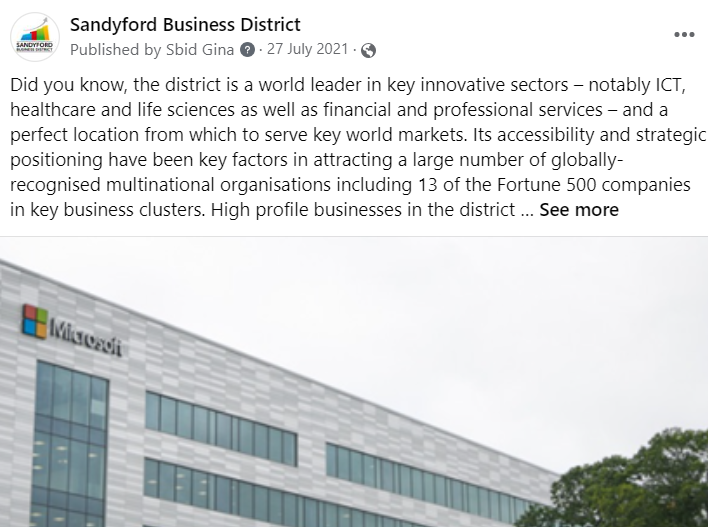 Sandyford Business District
Published by Sbid Gina ? · 27 July 2021 ·
Did you know, the district is a world leader in key innovative sectors – notably ICT,
healthcare and life sciences as well as financial and professional services – and a
perfect location from which to serve key world markets. Its accessibility and strategic
positioning have been key factors in attracting a large number of globally-
recognised multinational organisations including 13 of the Fortune 500 companies
in key business clusters. High profile businesses in the district ... See more
SANDYFORD
BUSINESS DISTRICT
Microsoft